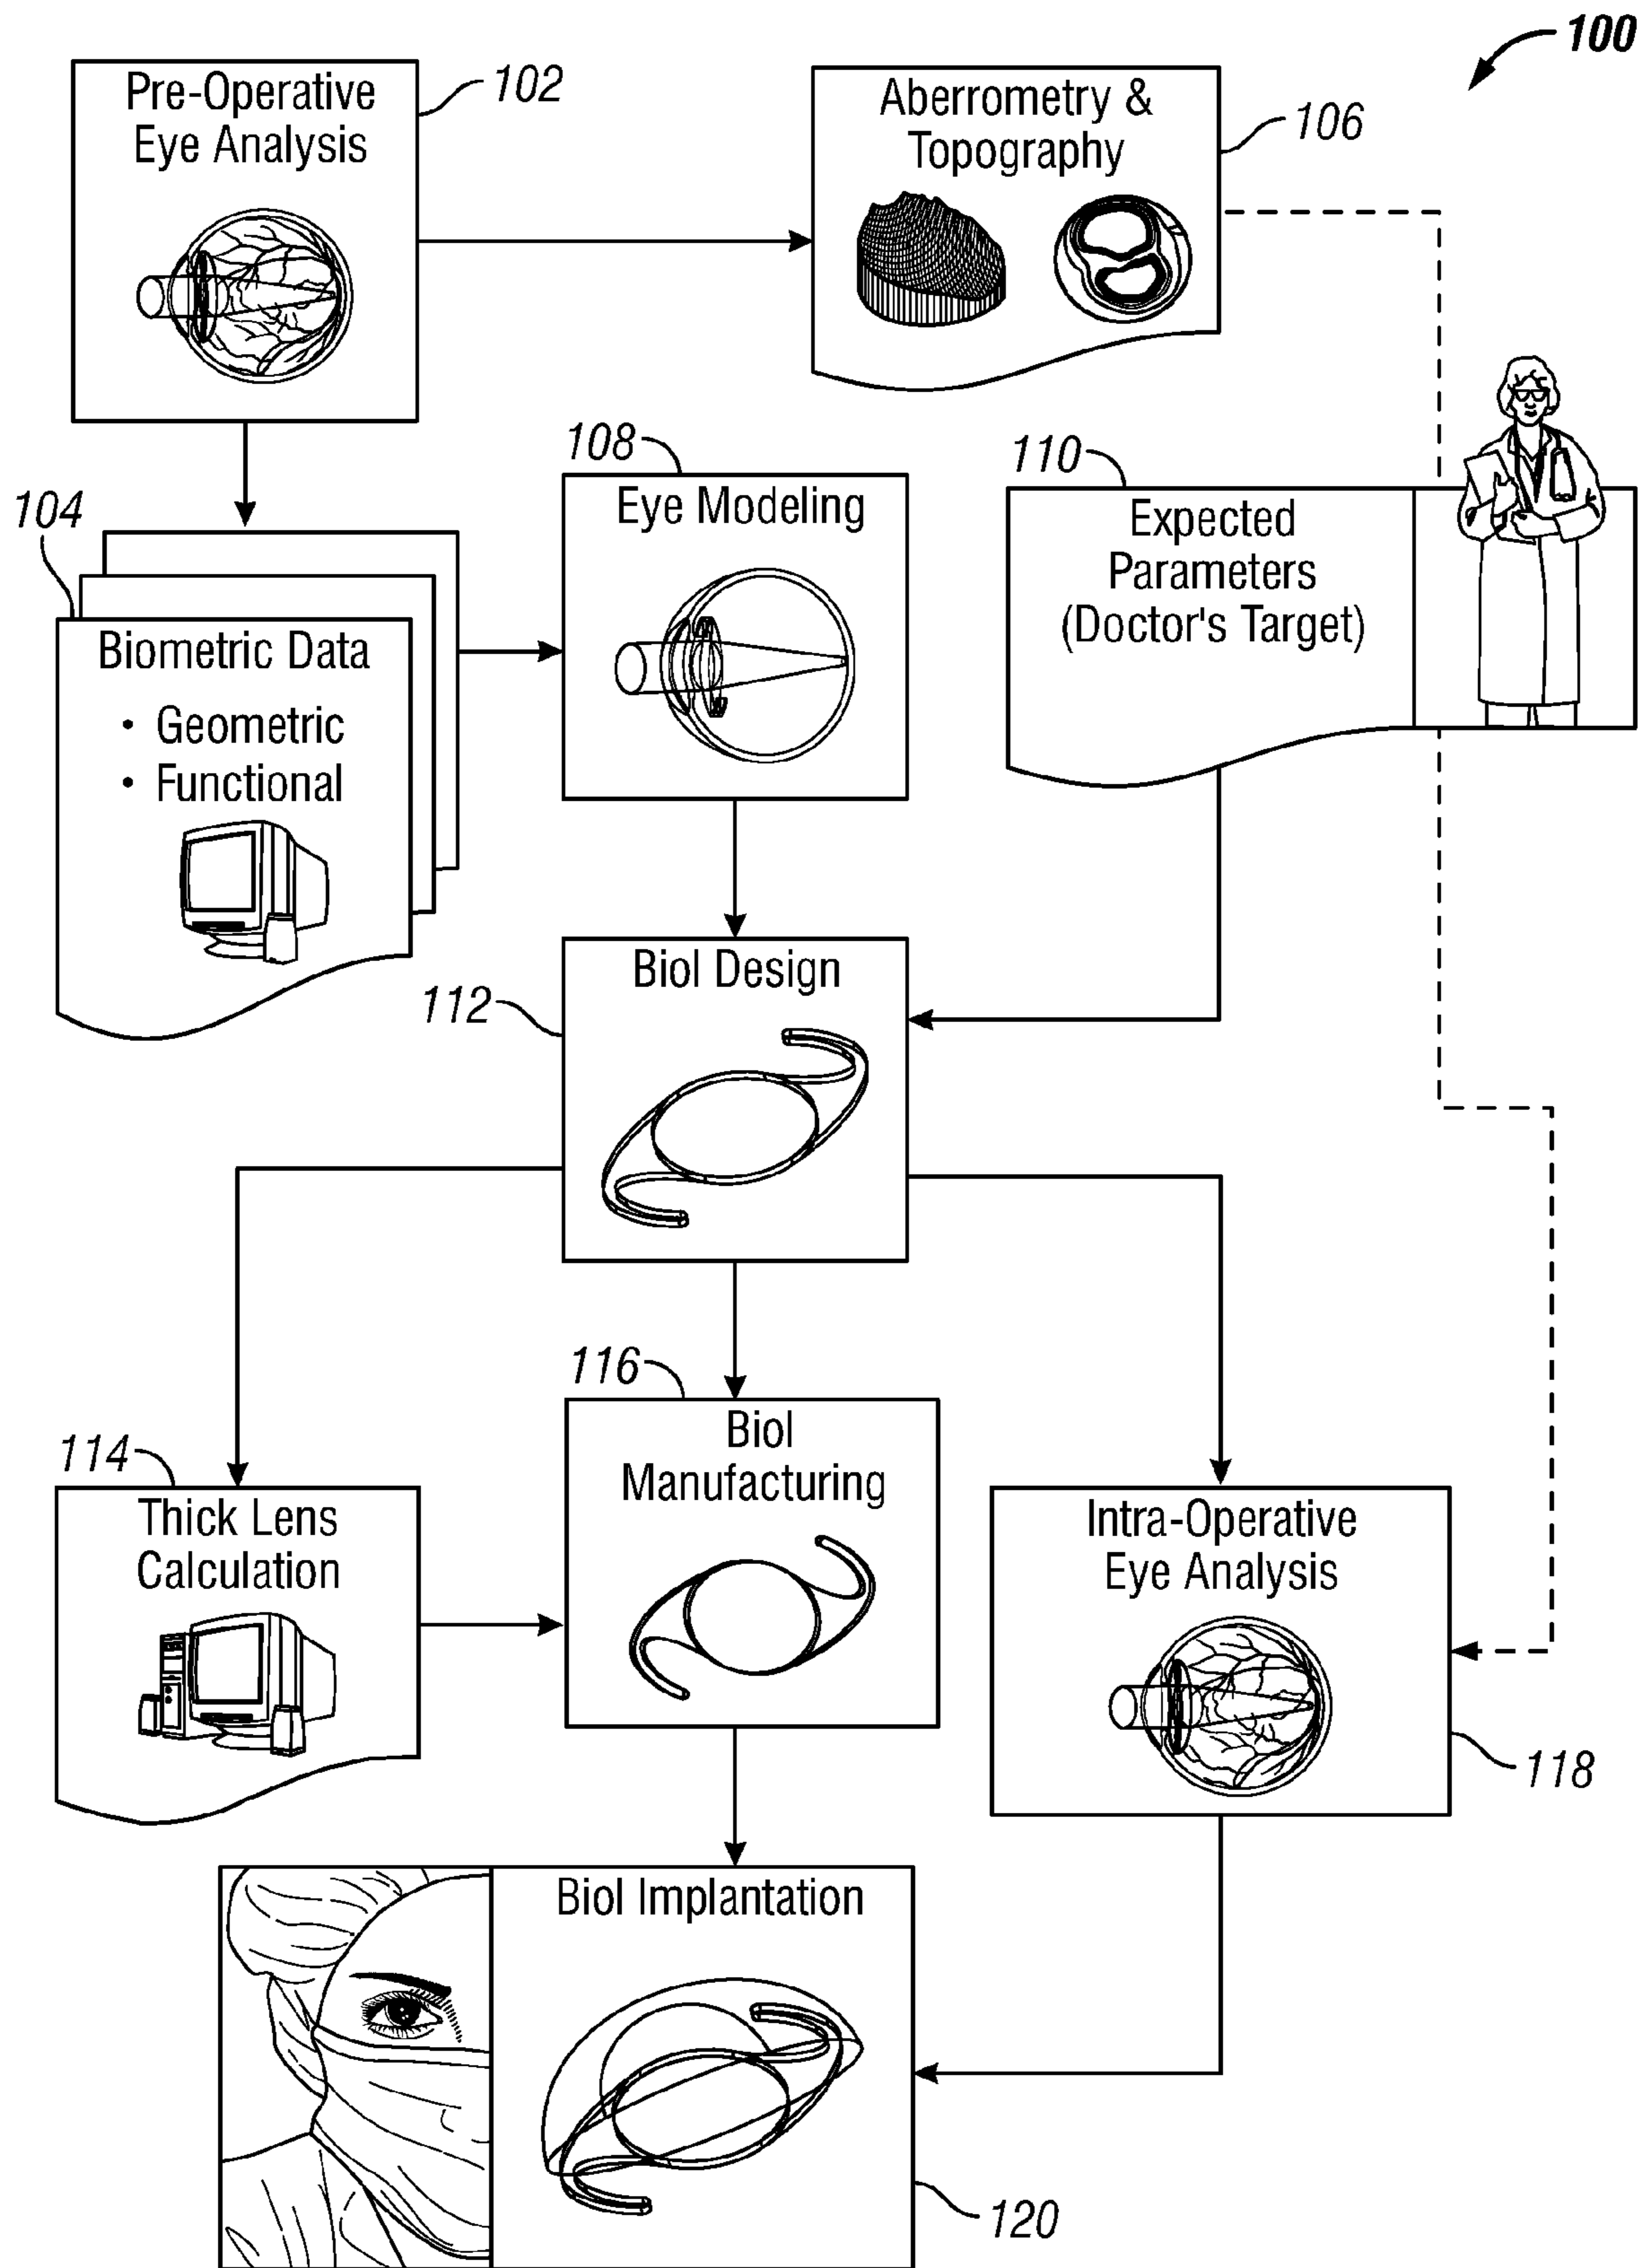 100
Pre-Operative
Eye Analysis
102
Aberrometry &
Topography
106
104
Biometric Data
• Geometric
• Functional
108
Eye Modeling
110
Expected
Parameters
(Doctor's Target)
112
Biol Design
114
Thick Lens
Calculation
116
Biol
Manufacturing
Intra-Operative
Eye Analysis
118
Biol Implantation
120